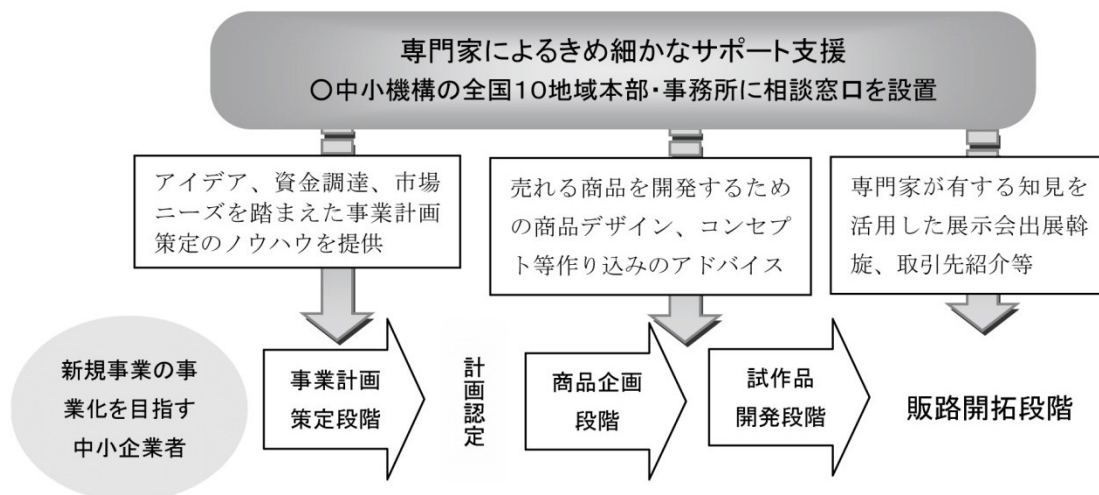 専門家によるきめ細かなサポート支援
○中小機構の全国10地域本部・事務所に相談窓口を設置
アイデア、資金調達、市場
ニーズを踏まえた事業計画
策定のノウハウを提供
売れる商品を開発するため
の商品デザイン、コンセプ
ト等作り込みのアドバイス
専門家が有する知見を
活用した展示会出展斡
旋、取引先紹介等
新規事業の事
業化を目指す
中小企業者
事業計画
策定段階
計画認定
商品企画
段階
試作品
開発段階
販路開拓段階